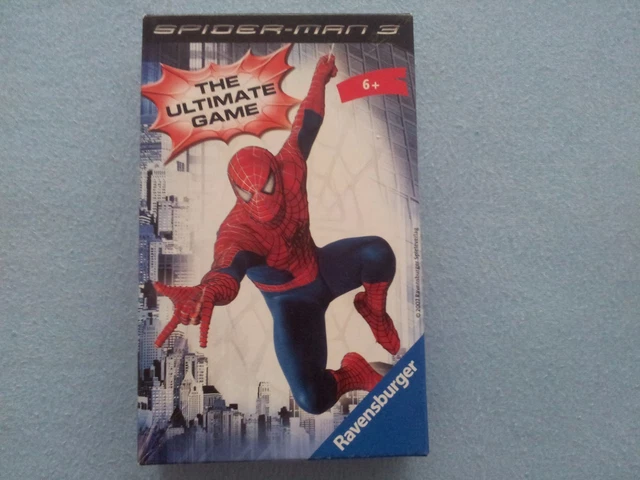 SPIDER-MAN 3
THE
ULTIMATE
GAME
6+
Ravensburger